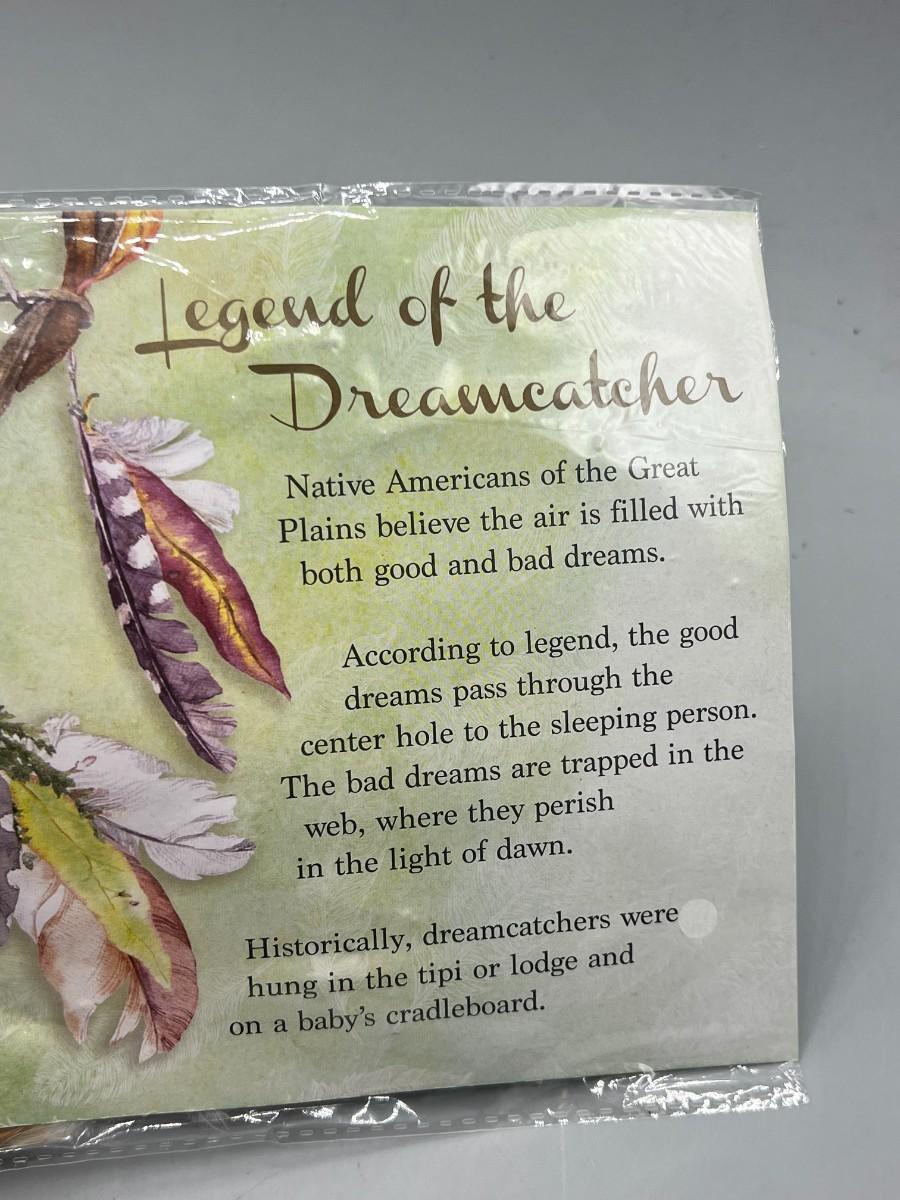 Legend of the
Dreamcatcher
Native Americans of the Great
Plains believe the air is filled with
both good and bad dreams.
According to legend, the good
dreams pass through the
center hole to the sleeping person.
The bad dreams are trapped in the
web, where they perish
in the light of dawn.
Historically, dreamcatchers were
hung in the tipi or lodge and
on a baby's cradleboard.